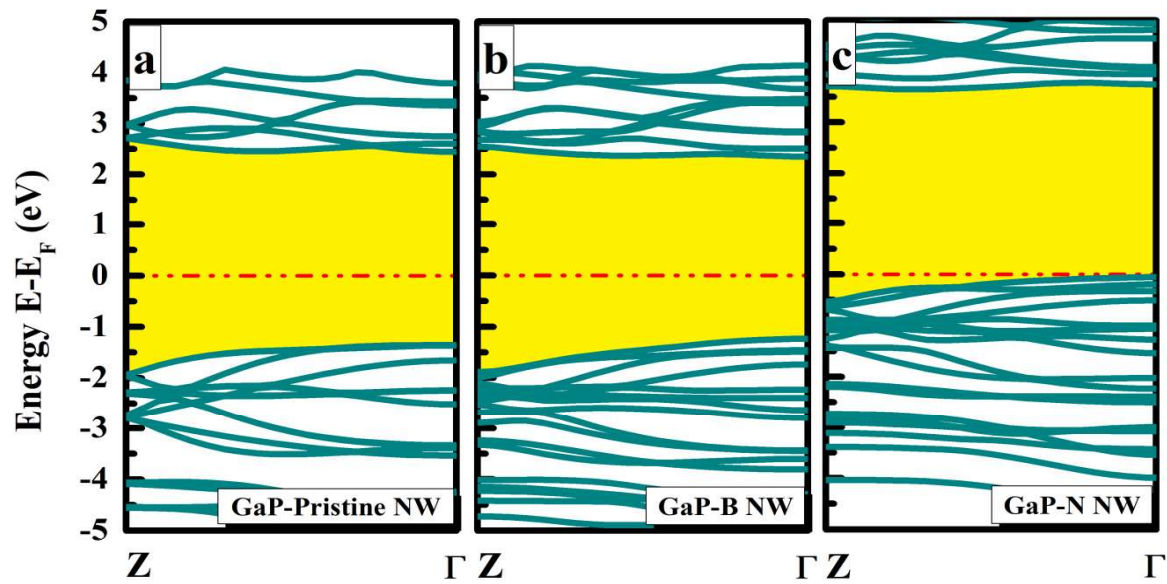 Energy E-E_F (eV)
5
4
3
2
1
0
-1
-2
-3
-4
-5
a
GaP-Pristine NW
Z Γ
b
GaP-B NW
Z Γ
c
GaP-N NW
Z Γ